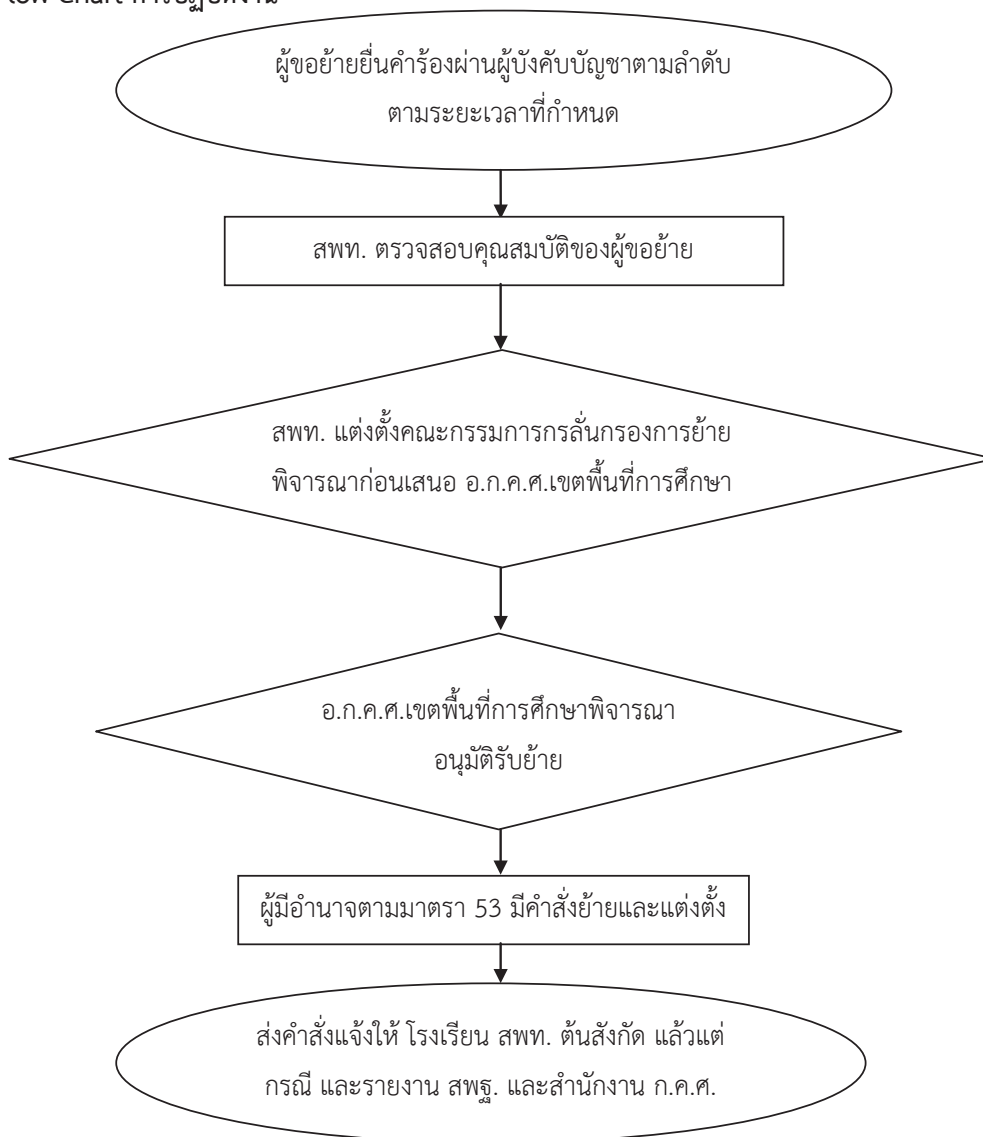 low Chart การปฏิบัติงาน
ผู้ขอย้ายยื่นคำร้องผ่านผู้บังคับบัญชาตามลำดับ
ตามระยะเวลาที่กำหนด
สพท. ตรวจสอบคุณสมบัติของผู้ขอย้าย
สพท. แต่งตั้งคณะกรรมการกรลั่นกรองการย้าย
พิจารณาก่อนเสนอ อ.ก.ค.ศ.เขตพื้นที่การศึกษา
อ.ก.ค.ศ.เขตพื้นที่การศึกษาพิจารณา
อนุมัติรับย้าย
ผู้มีอำนาจตามมาตรา 53 มีคำสั่งย้ายและแต่งตั้ง
ส่งคำสั่งแจ้งให้ โรงเรียน สพท. ต้นสังกัด แล้วแต่
กรณี และรายงาน สพฐ. และสำนักงาน ก.ค.ศ.